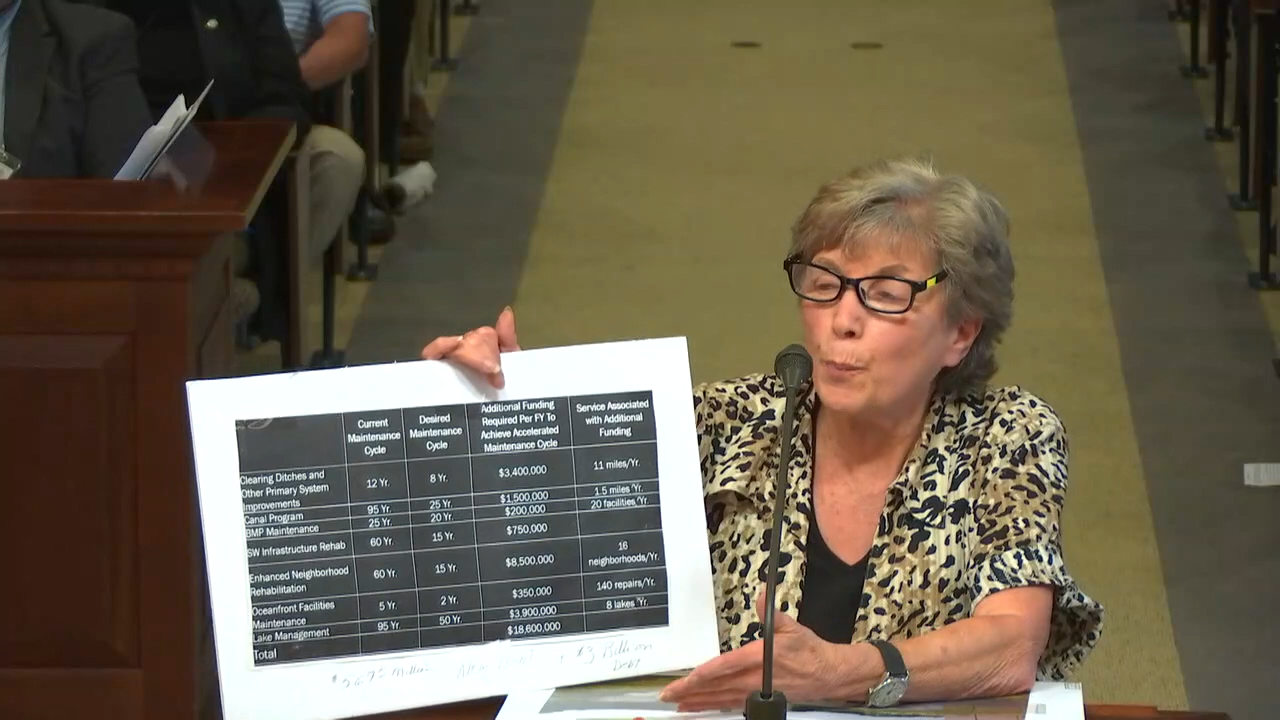 Current Maintenance Cycle
Desired Maintenance Cycle
Additional Funding Required Per FY To Achieve Accelerated Maintenance Cycle
Service Associated with Additional Funding
Clearing Ditches and Other Primary System Improvements 12 Yr. 8 Yr. $3,400,000 11 miles/Yr.
Canal Program 95 Yr. 25 Yr. $1,500,000 1.5 miles Yr.
BMP Maintenance 25 Yr. 20 Yr. $200,000 20 facilities/Yr.
SW Infrastructure Rehab 60 Yr. 15 Yr. $750,000
Enhanced Neighborhood Rehabilitation 60 Yr. 15 Yr. $8,500,000 16 neighborhoods/Yr.
Oceanfront Facilities Maintenance 5 Yr. 2 Yr. $350,000 140 repairs/Yr.
Lake Management 95 Yr. 50 Yr. $3,900,000 8 lakes Yr.
Total $18,600,000
Million $3 Billion
Debt